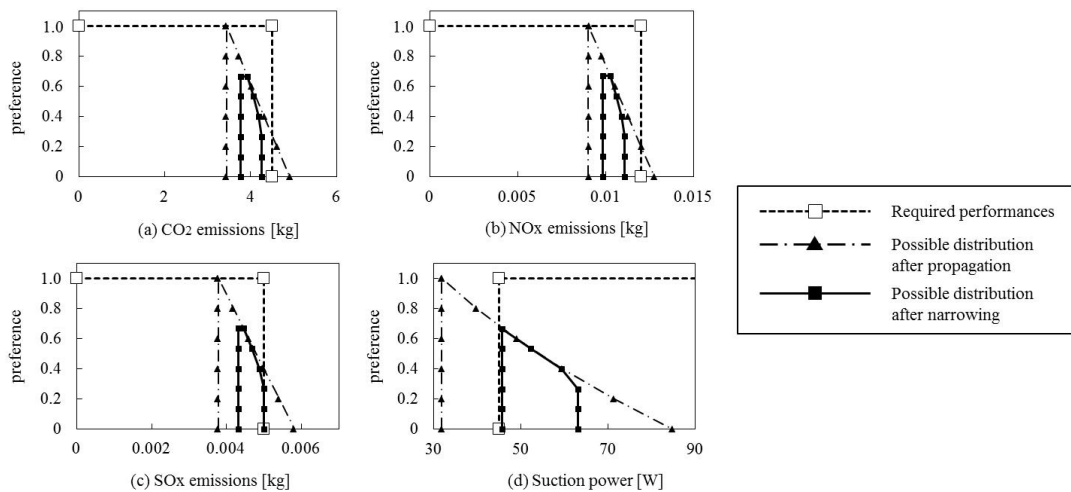 1.0
0.8
0.6
0.4
0.2
0
preference
0 2 4 6
(a) CO2 emissions [kg]
1.0
0.8
0.6
0.4
0.2
0
preference
0 0.005 0.01 0.015
(b) NOx emissions [kg]
1.0
0.8
0.6
0.4
0.2
0
preference
0 0.002 0.004 0.006
(c) SOx emissions [kg]
1.0
0.8
0.6
0.4
0.2
0
preference
30 50 70 90
(d) Suction power [W]
Required performances
Possible distribution
after propagation
Possible distribution
after narrowing